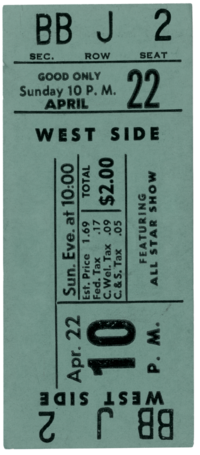 BB J 2
SEC. ROW SEAT
GOOD ONLY
Sunday 10 P. M.
APRIL 22
WEST SIDE
Sun. Eve. at 10:00
Est. Price 1.69
Fed. Tax .17
C. Wel. Tax .09
C. & S. Tax .05
TOTAL
$2.00
FEATURING
ALL STAR SHOW
Apr. 22
10
P. M.
WEST SIDE
BB J 2